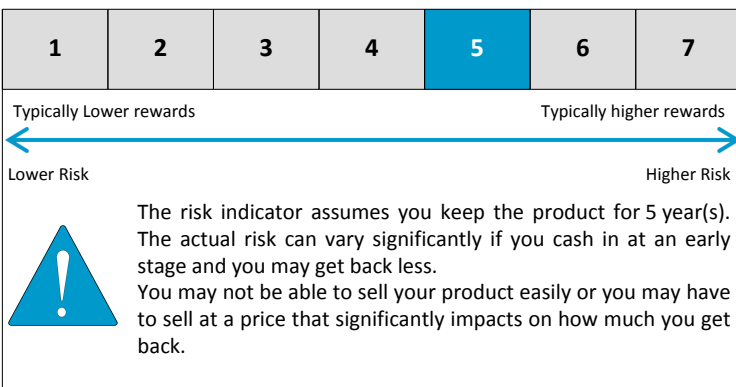 1 2 3 4 5 6 7
Typically Lower rewards Typically higher rewards
Lower Risk Higher Risk
The risk indicator assumes you keep the product for 5 year(s).
The actual risk can vary significantly if you cash in at an early
stage and you may get back less.
You may not be able to sell your product easily or you may have
to sell at a price that significantly impacts on how much you get
back.